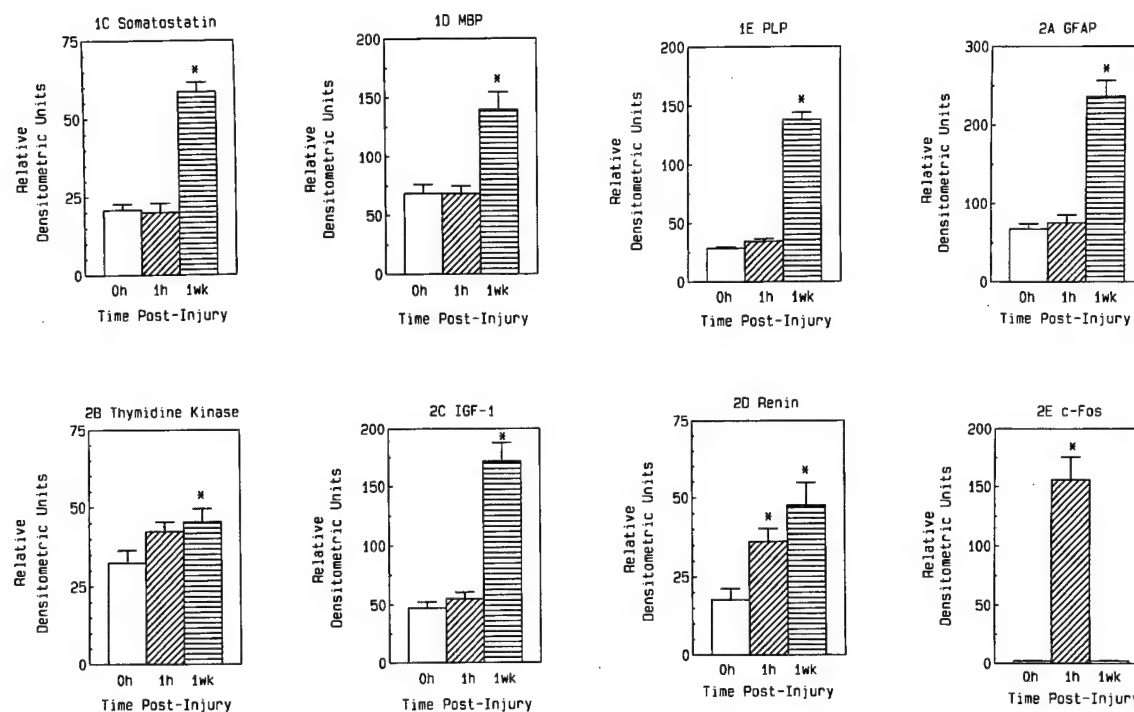 1C Somatostatin
75
50
25
0
*
0h 1h 1wk
Time Post-Injury
Relative
Densitometric Units
1D MBP
200
150
100
75
50
0
*
0h 1h 1wk
Time Post-Injury
Relative
Densitometric Units
1E PLP
200
150
100
50
0
*
0h 1h 1wk
Time Post-Injury
Relative
Densitometric Units
2A GFAP
300
250
200
100
50
0
*
0h 1h 1wk
Time Post-Injury
Relative
Densitometric Units
2B Thymidine Kinase
75
50
25
0
*
0h 1h 1wk
Time Post-Injury
Relative
Densitometric Units
2C IGF-1
200
150
100
50
0
*
0h 1h 1wk
Time Post-Injury
Relative
Densitometric Units
2D Renin
75
50
25
0
* *
0h 1h 1wk
Time Post-Injury
Relative
Densitometric Units
2E c-Fos
200
150
100
50
0
*
0h 1h 1wk
Time Post-Injury
Relative
Densitometric Units